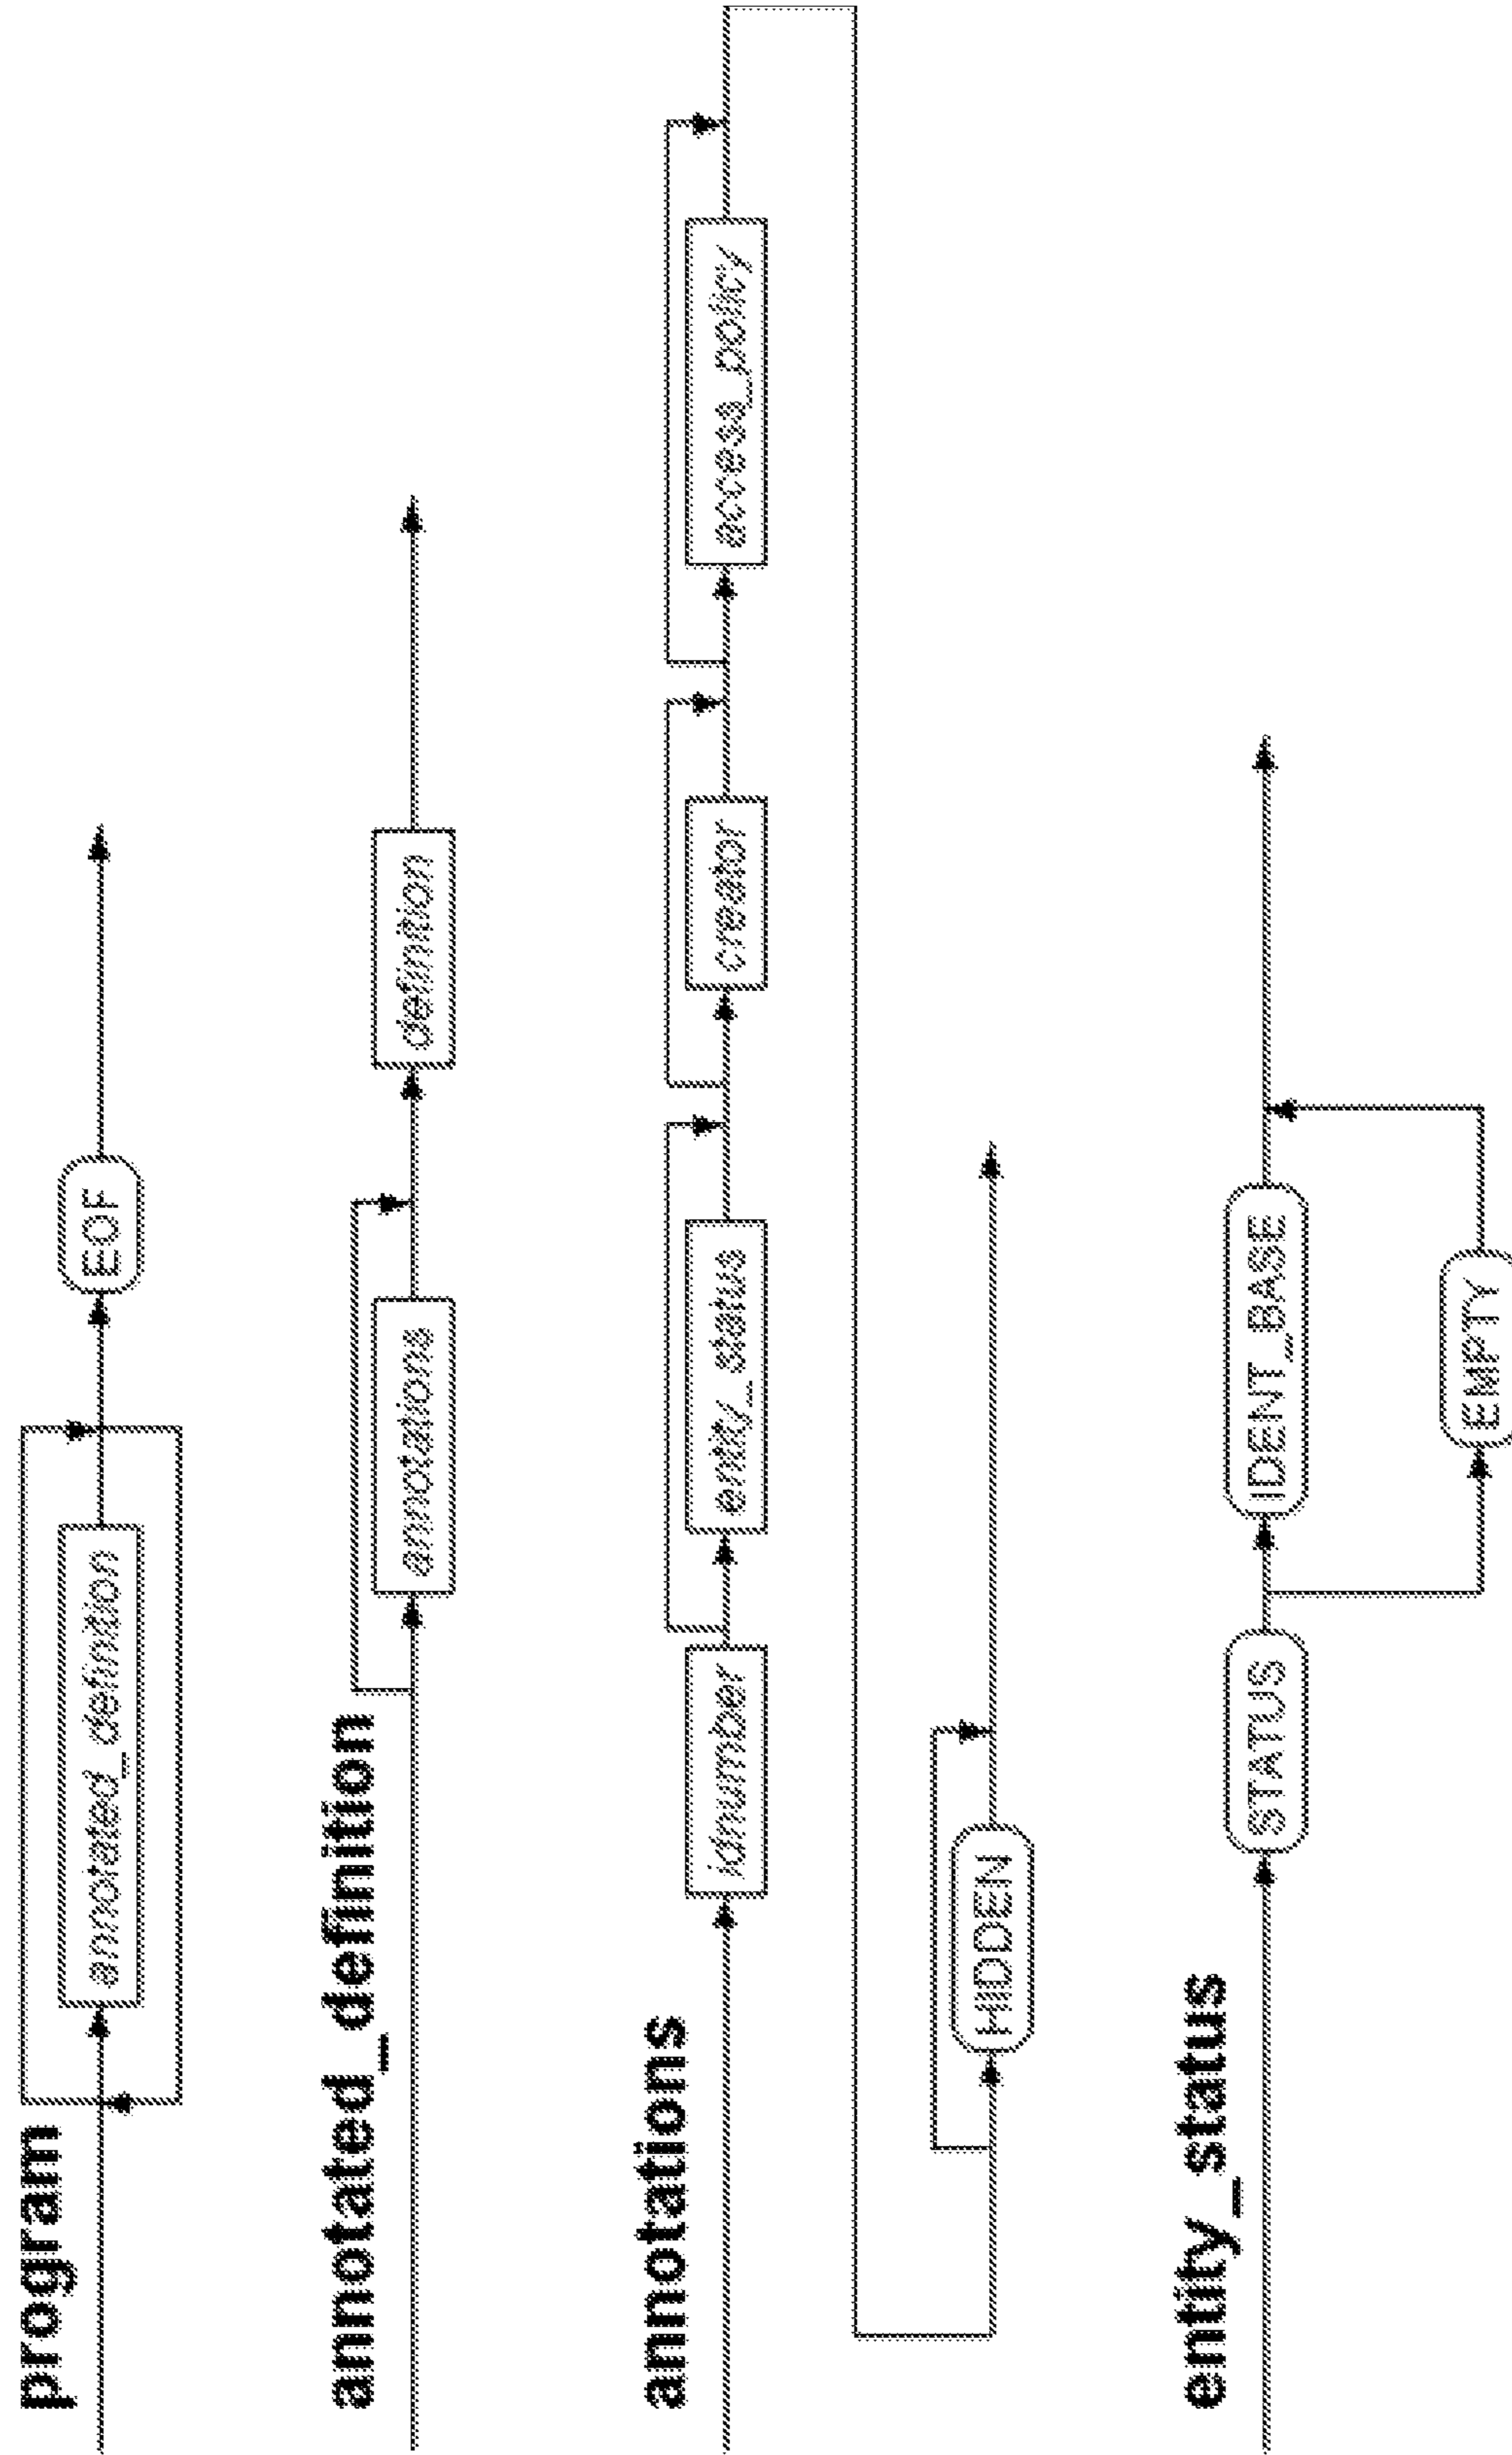 program
annotated_definition
EOF
annotated_definition
annotations
definition
annotations
idnumber
entity_status
creator
access_policy
HIDDEN
entity_status
STATUS
IDENT_BASE
EMPTY